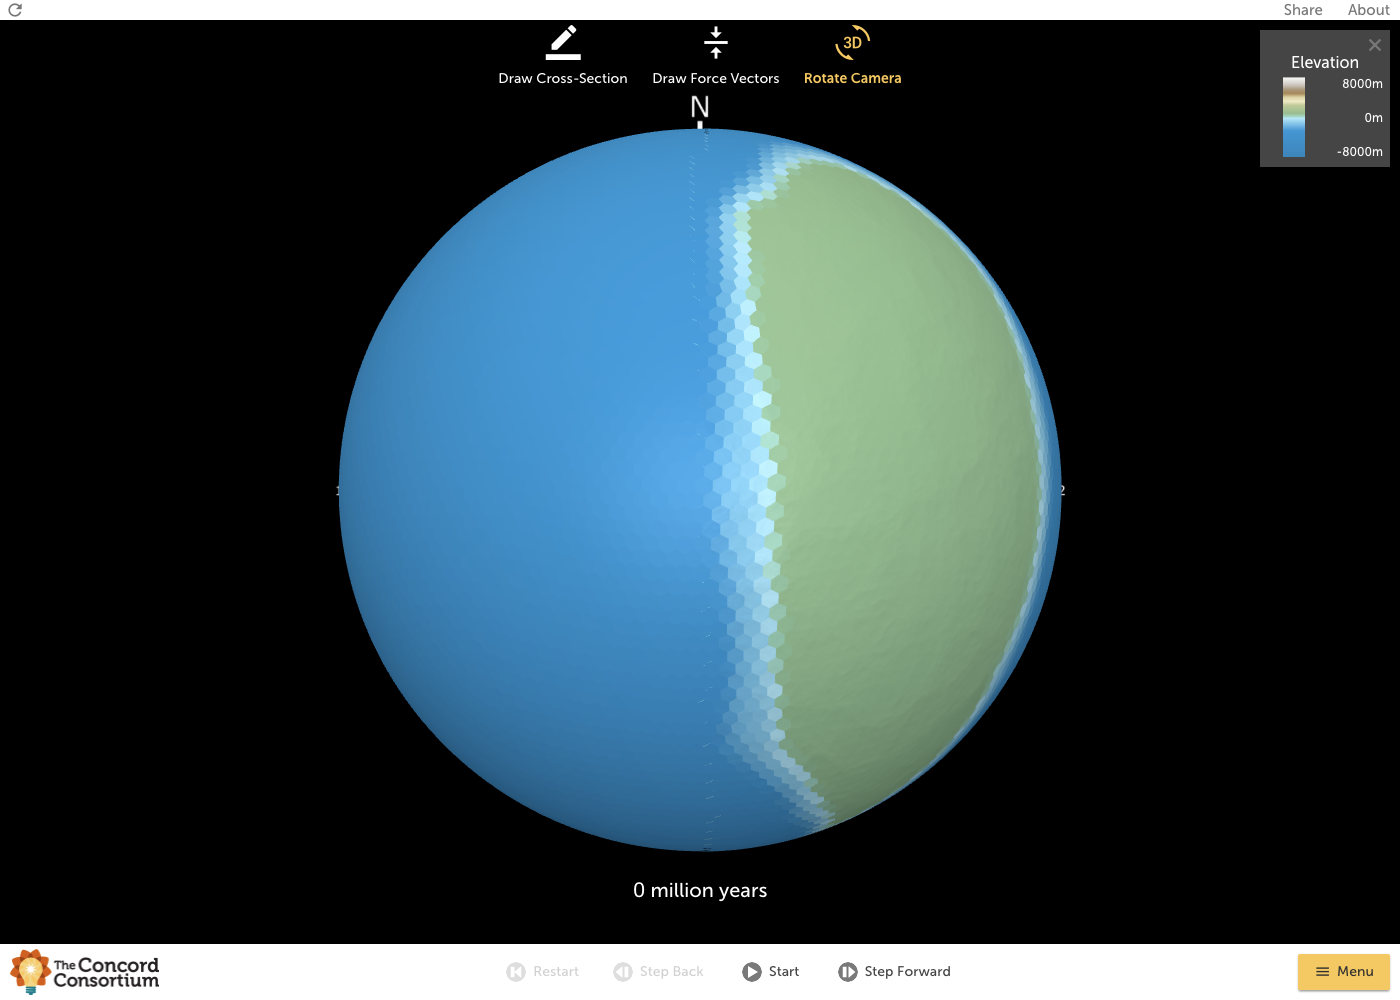 Share About
Draw Cross-Section Draw Force Vectors 3D Rotate Camera
Elevation
8000m
0m
-8000m
N
1 2
0 million years
The Concord Consortium
Restart Step Back Start Step Forward Menu